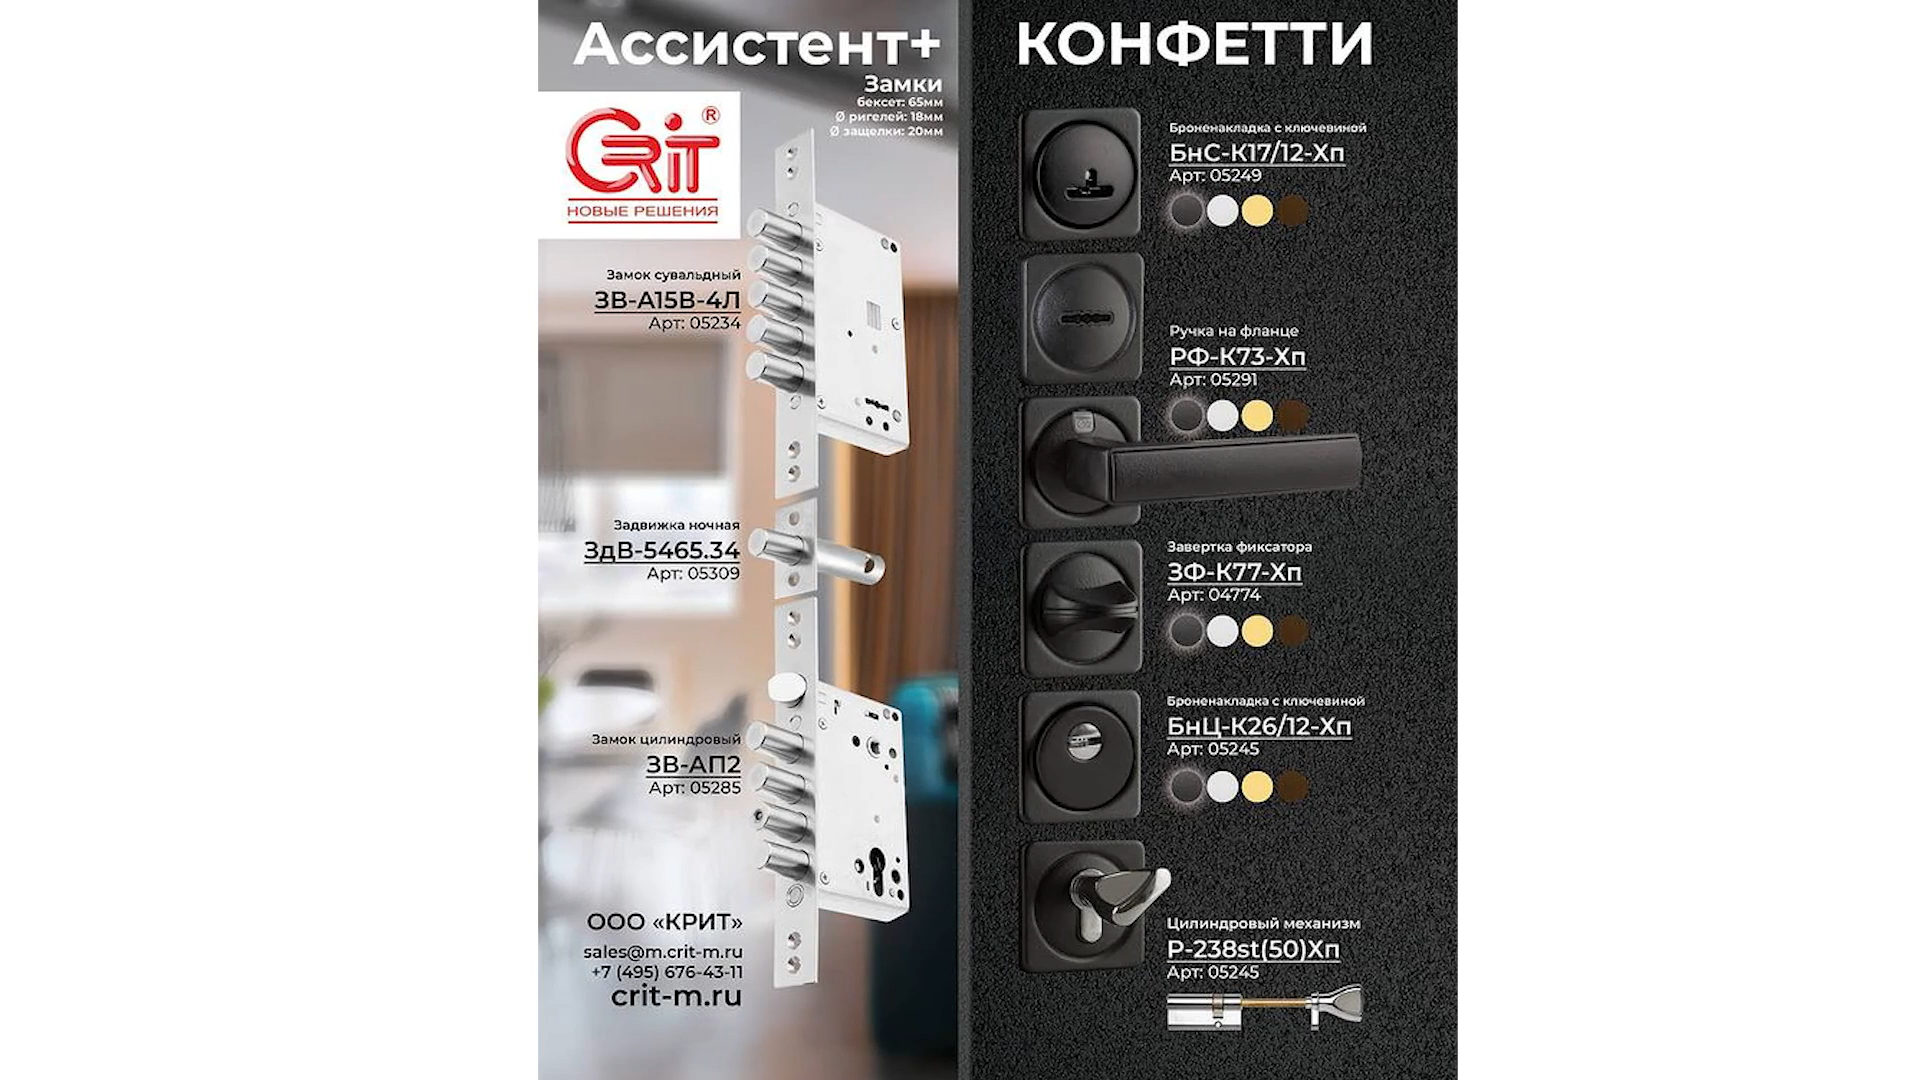 Ассистент+
Замки
бексет: 65мм
Ø ригелей: 18мм
Ø защелки: 20мм
CRiT®
НОВЫЕ РЕШЕНИЯ
Замок сувальдный
ЗВ-А15В-4Л
Арт: 05234
Задвижка ночная
ЗдВ-5465.34
Арт: 05309
Замок цилиндровый
ЗВ-АП2
Арт: 05285
ООО «КРИТ»
sales@m.crit-m.ru
+7 (495) 676-43-11
crit-m.ru
КОНФЕТТИ
Броненакладка с ключевиной
БнС-К17/12-Хп
Арт: 05249
Ручка на фланце
РФ-К73-Хп
Арт: 05291
Завертка фиксатора
ЗФ-К77-Хп
Арт: 04774
Броненакладка с ключевиной
БнЦ-К26/12-Хп
Арт: 05245
Цилиндровый механизм
Р-238st(50)Хп
Арт: 05245